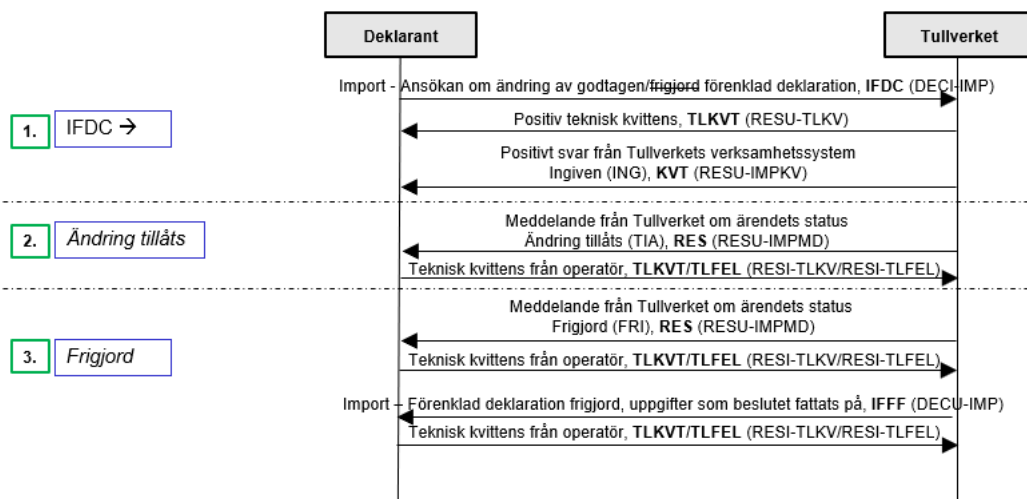 Deklarant
Tullverket
Import - Ansökan om ändring av godtagen/frigjord förenklad deklaration, IFDC (DECI-IMP)
1.
IFDC →
Positiv teknisk kvittens, TLKVT (RESU-TLKV)
Positivt svar från Tullverkets verksamhetssystem
Ingiven (ING), KVT (RESU-IMPKV)
2.
Ändring tillåts
Meddelande från Tullverket om ärendets status
Ändring tillåts (TIA), RES (RESU-IMPMD)
Teknisk kvittens från operatör, TLKVT/TLFEL (RESI-TLKV/RESI-TLFEL)
3.
Frigjord
Meddelande från Tullverket om ärendets status
Frigjord (FRI), RES (RESU-IMPMD)
Teknisk kvittens från operatör, TLKVT/TLFEL (RESI-TLKV/RESI-TLFEL)
Import – Förenklad deklaration frigjord, uppgifter som beslutet fattats på, IFFF (DECU-IMP)
Teknisk kvittens från operatör, TLKVT/TLFEL (RESI-TLKV/RESI-TLFEL)